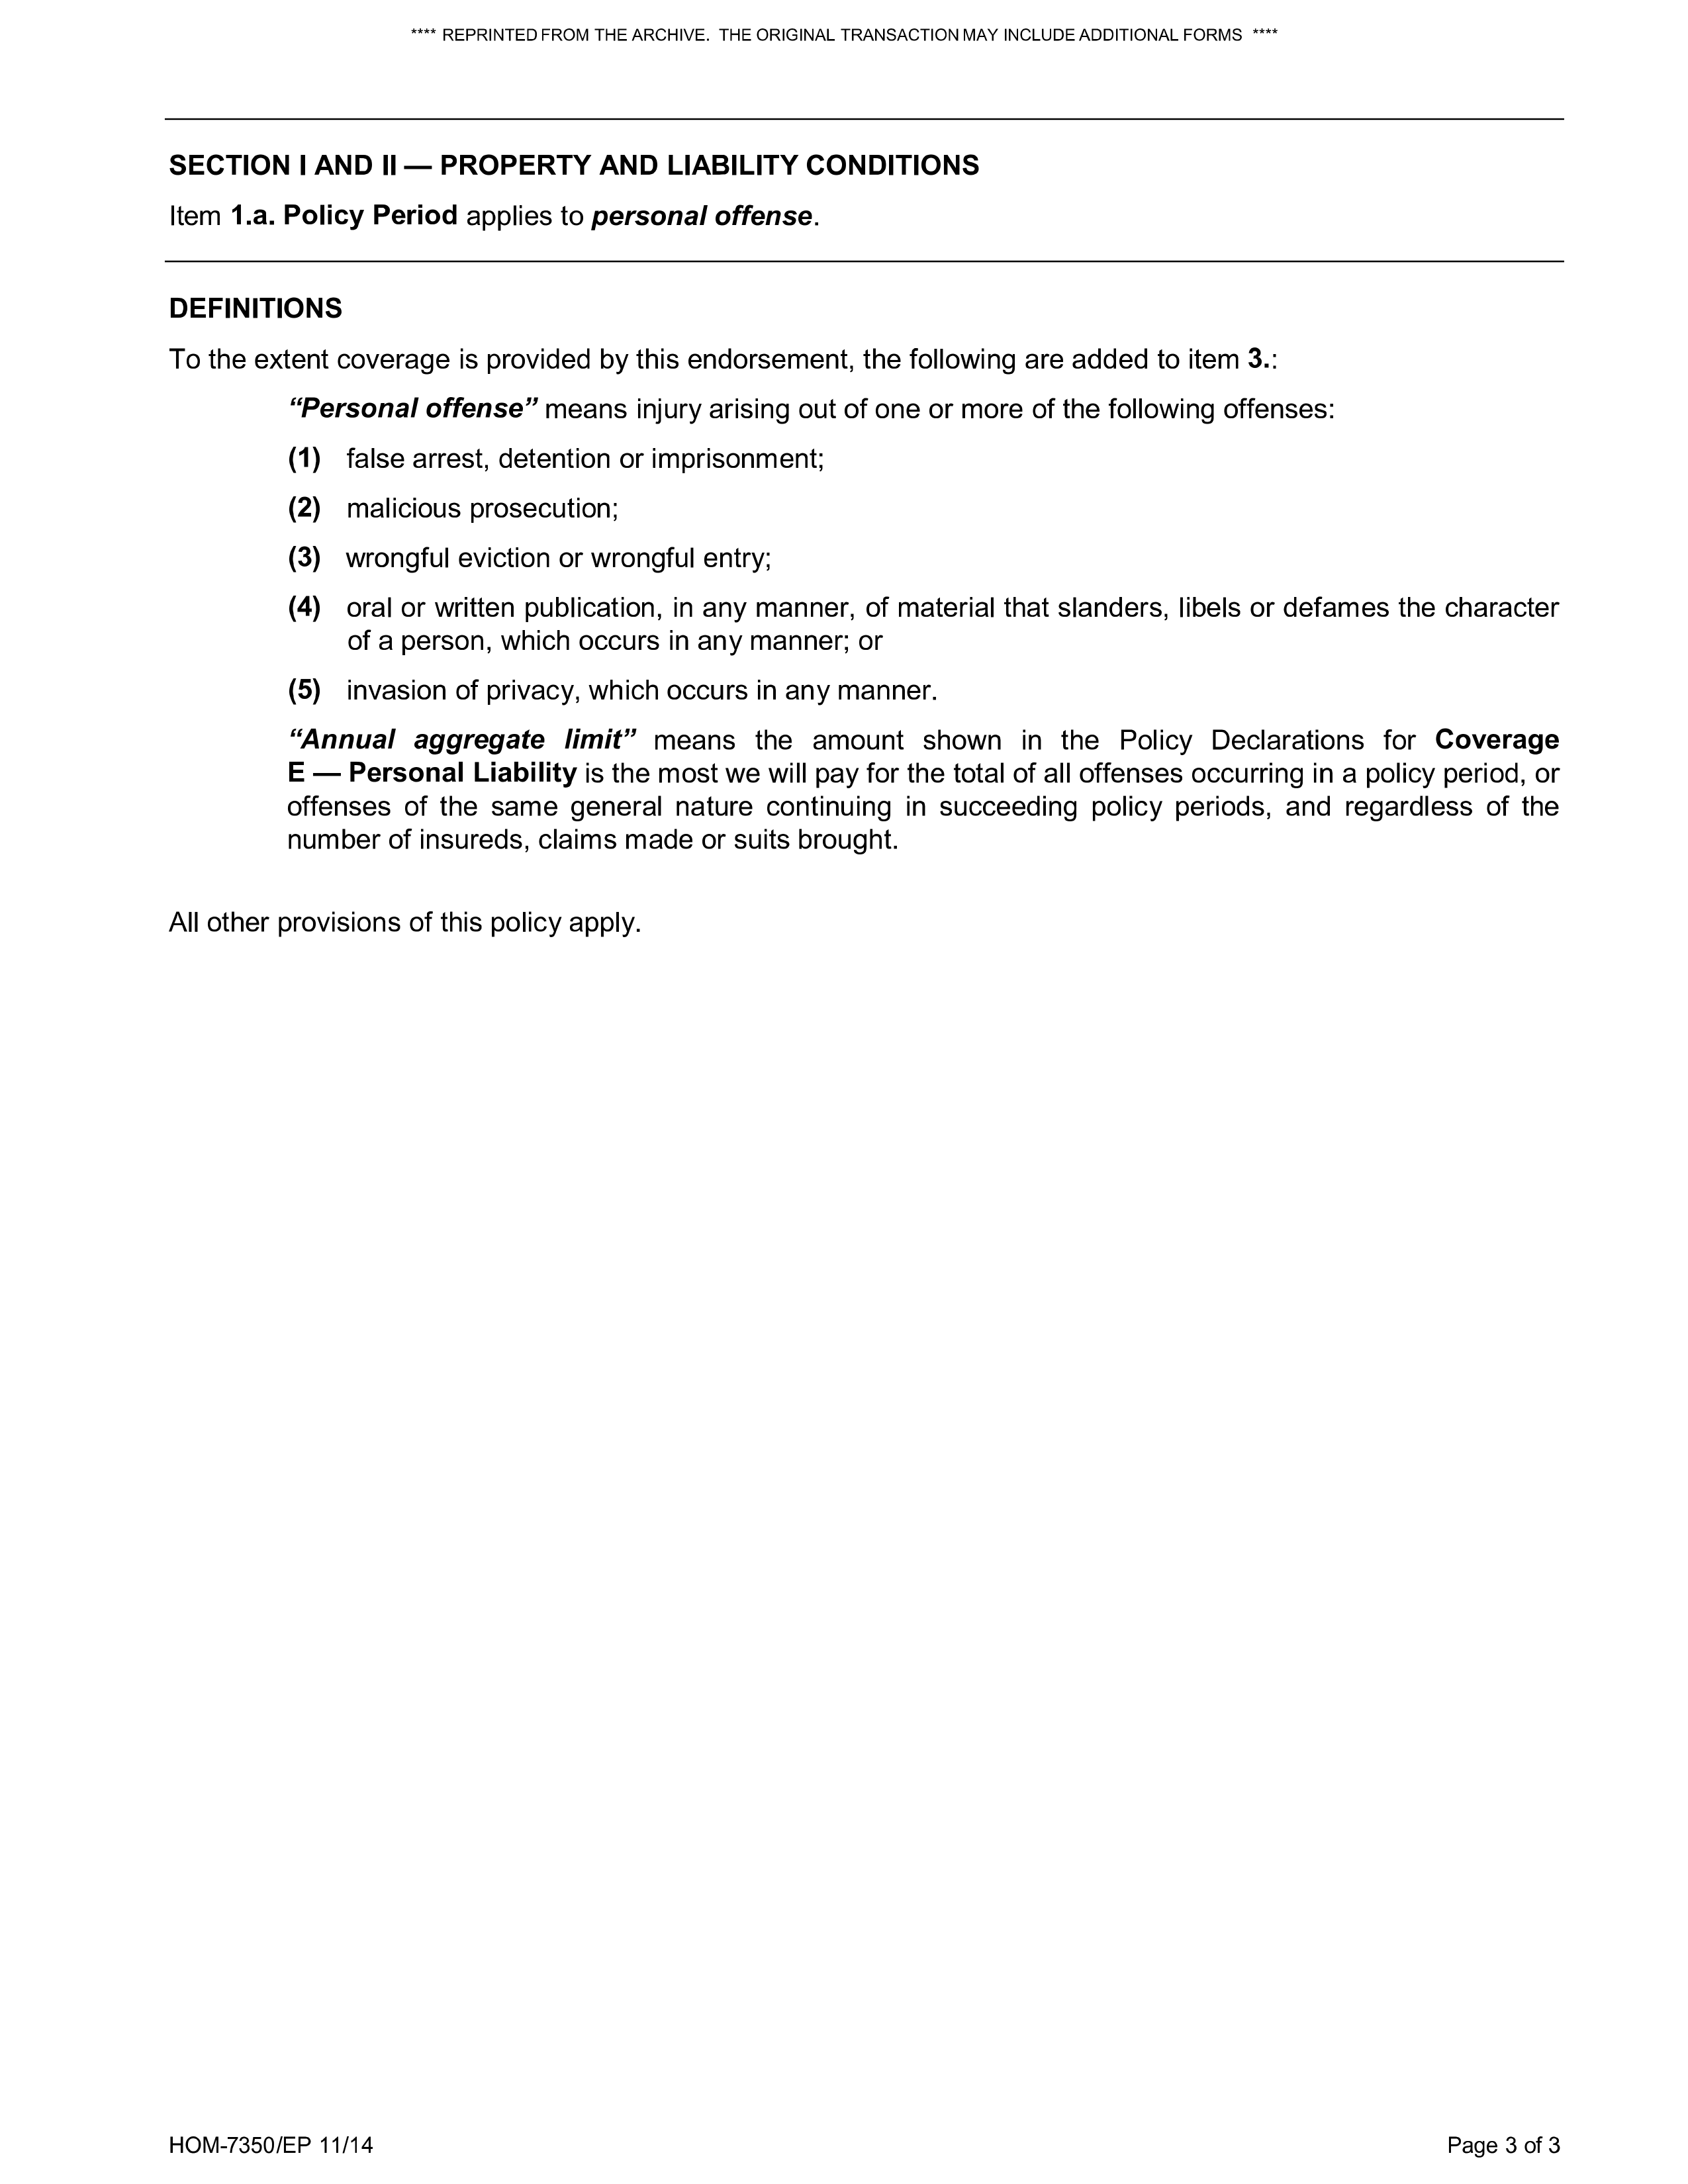 **** REPRINTED FROM THE ARCHIVE. THE ORIGINAL TRANSACTION MAY INCLUDE ADDITIONAL FORMS ****
SECTION I AND II — PROPERTY AND LIABILITY CONDITIONS
Item 1.a. Policy Period applies to personal offense.
DEFINITIONS
To the extent coverage is provided by this endorsement, the following are added to item 3.:
“Personal offense” means injury arising out of one or more of the following offenses:
(1) false arrest, detention or imprisonment;
(2) malicious prosecution;
(3) wrongful eviction or wrongful entry;
(4) oral or written publication, in any manner, of material that slanders, libels or defames the character
of a person, which occurs in any manner; or
(5) invasion of privacy, which occurs in any manner.
“Annual aggregate limit” means the amount shown in the Policy Declarations for Coverage
E — Personal Liability is the most we will pay for the total of all offenses occurring in a policy period, or
offenses of the same general nature continuing in succeeding policy periods, and regardless of the
number of insureds, claims made or suits brought.
All other provisions of this policy apply.
HOM-7350/EP 11/14
Page 3 of 3